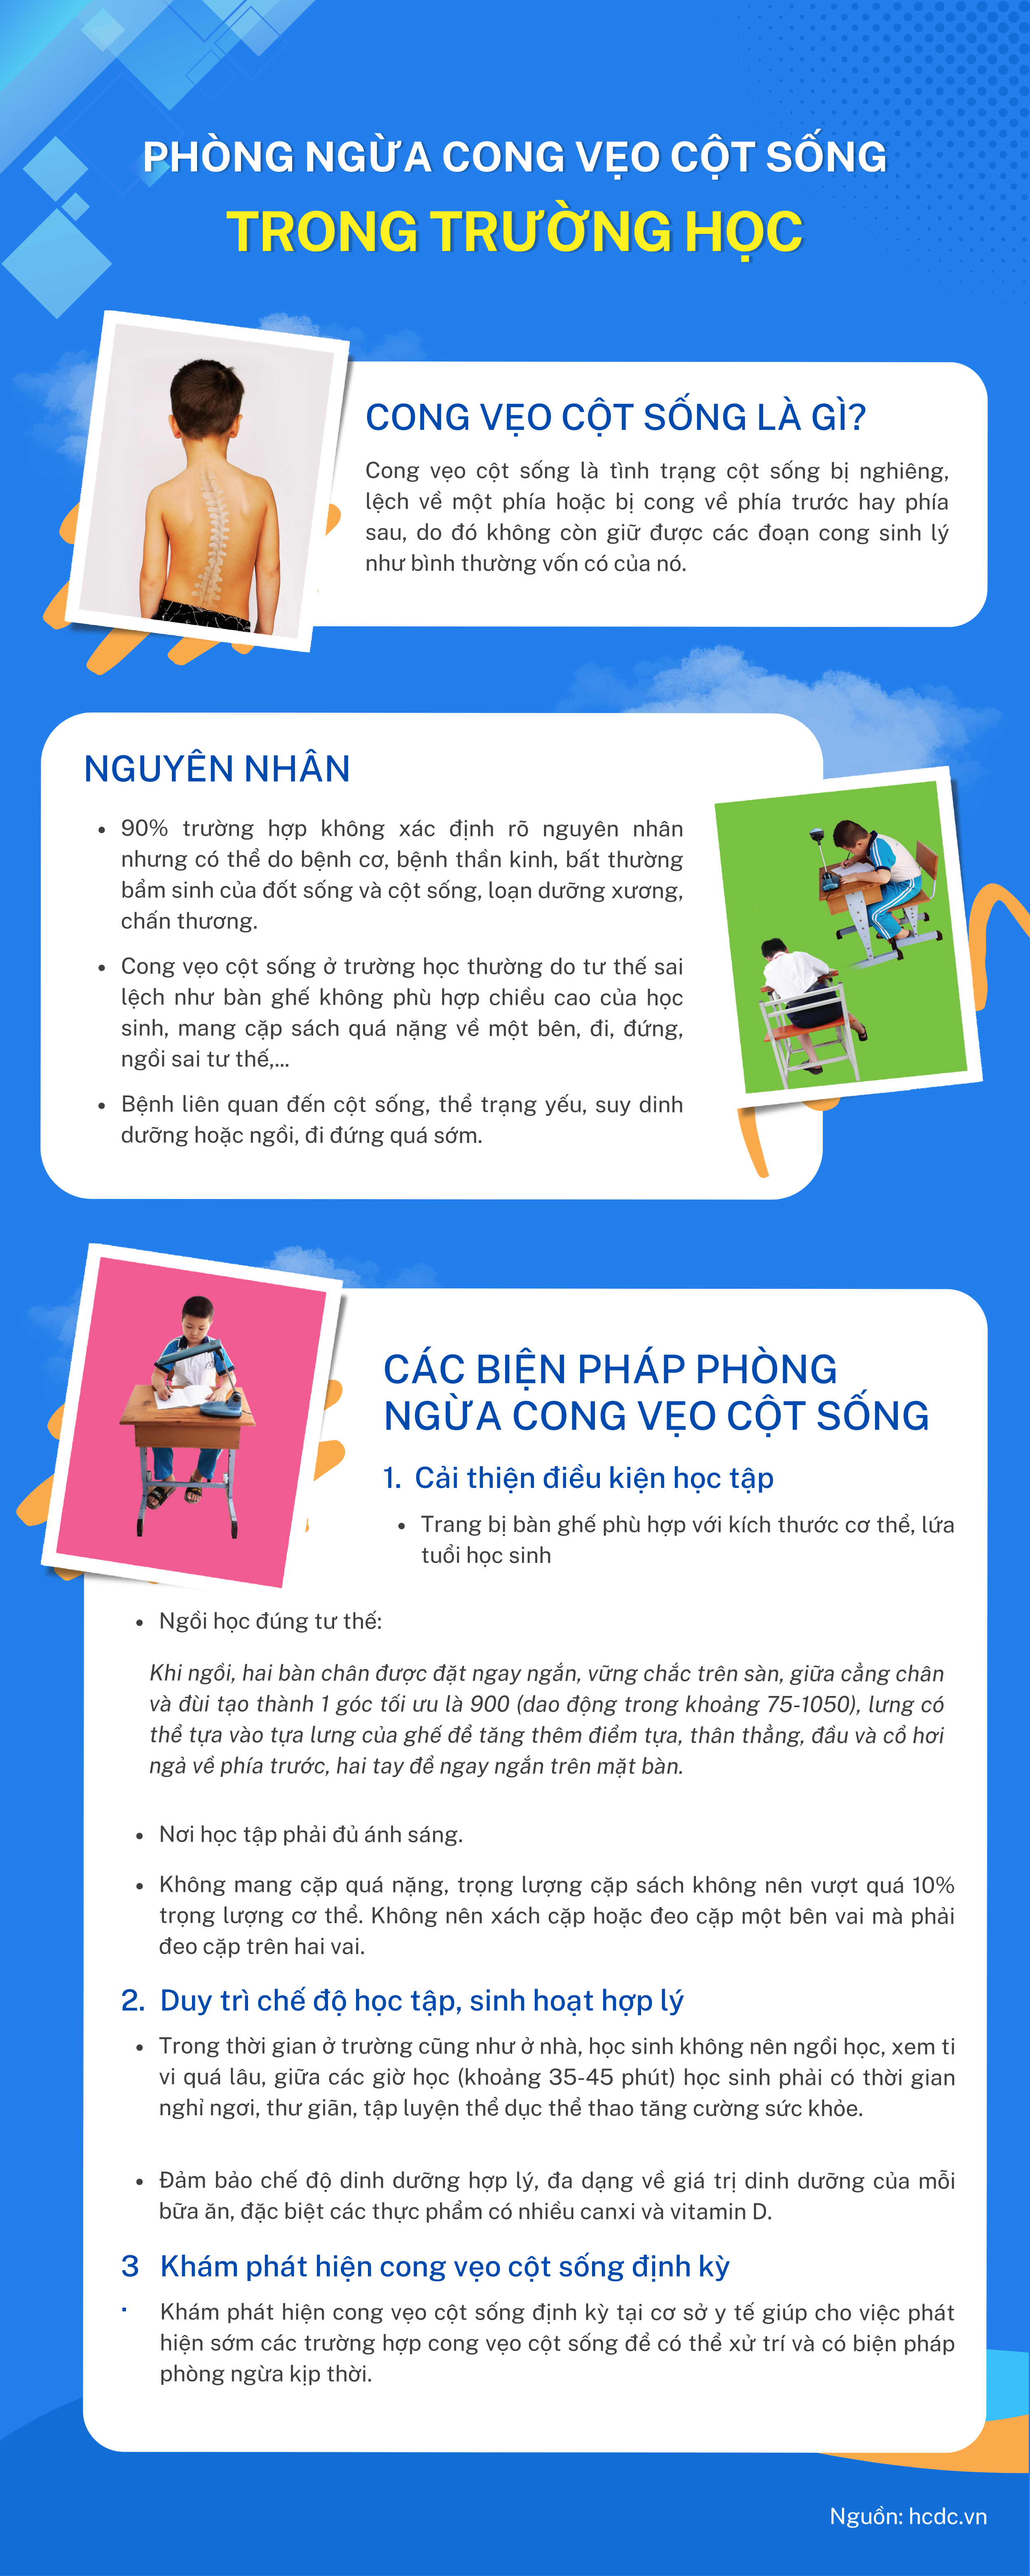 PHÒNG NGỪA CONG VẸO CỘT SỐNG
TRONG TRƯỜNG HỌC
CONG VẸO CỘT SỐNG LÀ GÌ?
Cong vẹo cột sống là tình trạng cột sống bị nghiêng,
lệch về một phía hoặc bị cong về phía trước hay phía
sau, do đó không còn giữ được các đoạn cong sinh lý
như bình thường vốn có của nó.
NGUYÊN NHÂN
• 90% trường hợp không xác định rõ nguyên nhân
nhưng có thể do bệnh cơ, bệnh thần kinh, bất thường
bẩm sinh của đốt sống và cột sống, loạn dưỡng xương,
chấn thương.
• Cong vẹo cột sống ở trường học thường do tư thế sai
lệch như bàn ghế không phù hợp chiều cao của học
sinh, mang cặp sách quá nặng về một bên, đi, đứng,
ngồi sai tư thế,...
• Bệnh liên quan đến cột sống, thể trạng yếu, suy dinh
dưỡng hoặc ngồi, đi đứng quá sớm.
CÁC BIỆN PHÁP PHÒNG
NGỪA CONG VẸO CỘT SỐNG
1. Cải thiện điều kiện học tập
• Trang bị bàn ghế phù hợp với kích thước cơ thể, lứa
tuổi học sinh
• Ngồi học đúng tư thế:
Khi ngồi, hai bàn chân được đặt ngay ngắn, vững chắc trên sàn, giữa cẳng chân
và đùi tạo thành 1 góc tối ưu là 900 (dao động trong khoảng 75-1050), lưng có
thể tựa vào tựa lưng của ghế để tăng thêm điểm tựa, thân thẳng, đầu và cổ hơi
ngả về phía trước, hai tay để ngay ngắn trên mặt bàn.
• Nơi học tập phải đủ ánh sáng.
• Không mang cặp quá nặng, trọng lượng cặp sách không nên vượt quá 10%
trọng lượng cơ thể. Không nên xách cặp hoặc đeo cặp một bên vai mà phải
đeo cặp trên hai vai.
2. Duy trì chế độ học tập, sinh hoạt hợp lý
• Trong thời gian ở trường cũng như ở nhà, học sinh không nên ngồi học, xem ti
vi quá lâu, giữa các giờ học (khoảng 35-45 phút) học sinh phải có thời gian
nghỉ ngơi, thư giãn, tập luyện thể dục thể thao tăng cường sức khỏe.
• Đảm bảo chế độ dinh dưỡng hợp lý, đa dạng về giá trị dinh dưỡng của mỗi
bữa ăn, đặc biệt các thực phẩm có nhiều canxi và vitamin D.
3 Khám phát hiện cong vẹo cột sống định kỳ
· Khám phát hiện cong vẹo cột sống định kỳ tại cơ sở y tế giúp cho việc phát
hiện sớm các trường hợp cong vẹo cột sống để có thể xử trí và có biện pháp
phòng ngừa kịp thời.
Nguồn: hcdc.vn